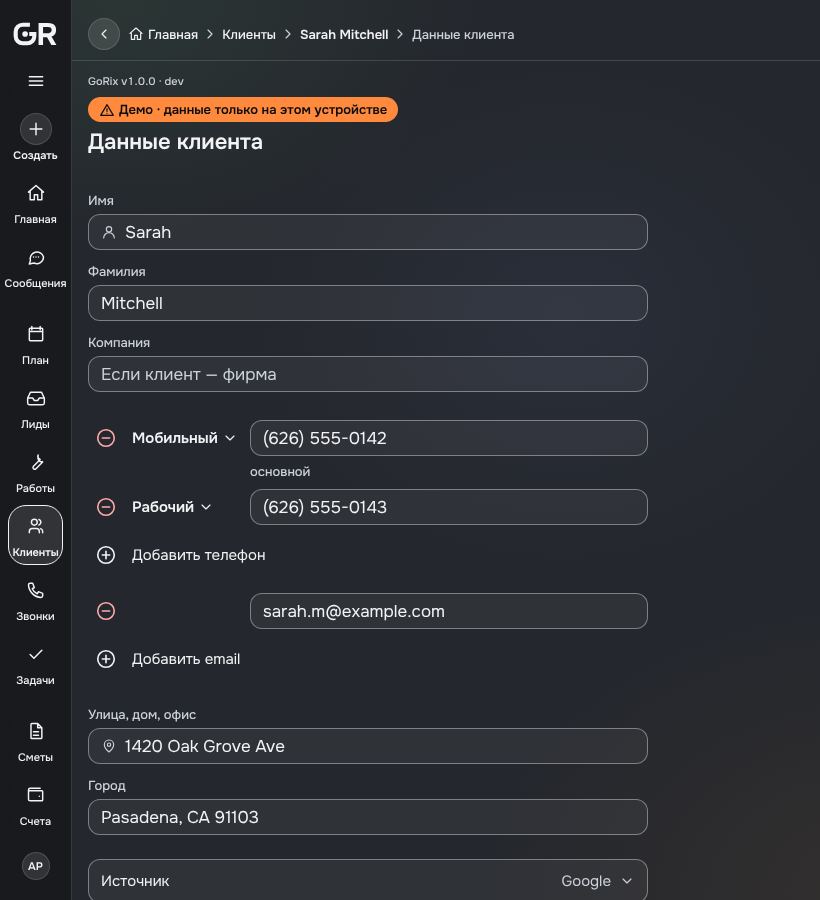 GR
Главная
Клиенты
Sarah Mitchell
Данные клиента
GoRix v1.0.0 · dev
Демо · данные только на этом устройстве
Данные клиента
Создать
Главная
Сообщения
План
Лиды
Работы
Клиенты
Звонки
Задачи
Сметы
Счета
AP
Имя
Sarah
Фамилия
Mitchell
Компания
Если клиент — фирма
Мобильный
(626) 555-0142
основной
Рабочий
(626) 555-0143
Добавить телефон
sarah.m@example.com
Добавить email
Улица, дом, офис
1420 Oak Grove Ave
Город
Pasadena, CA 91103
Источник
Google